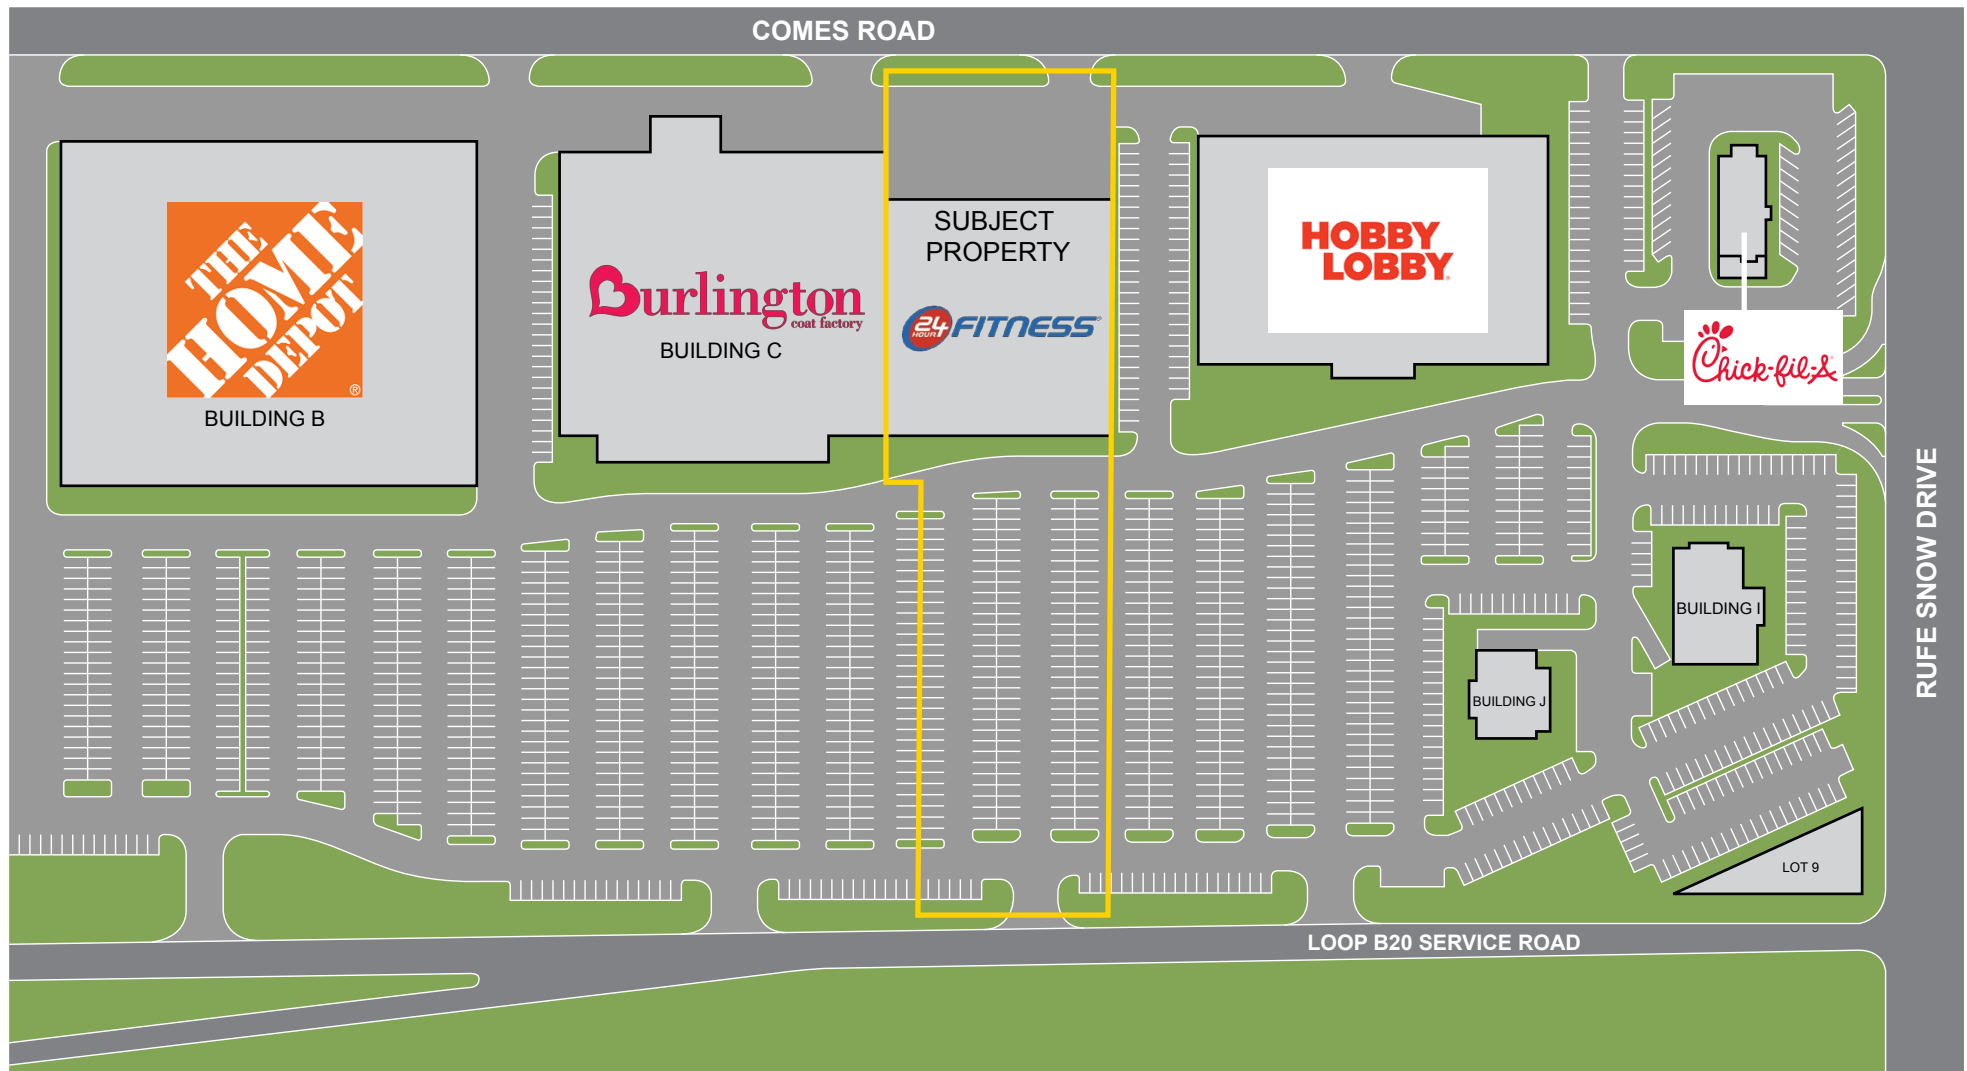 COMES ROAD
THE
HOME
DEPOT
®
BUILDING B
Burlington
coat factory
BUILDING C
SUBJECT
PROPERTY
24
HOUR
FITNESS
HOBBY
LOBBY
Chick-fil-A
RUFE SNOW DRIVE
BUILDING I
BUILDING J
LOT 9
LOOP B20 SERVICE ROAD